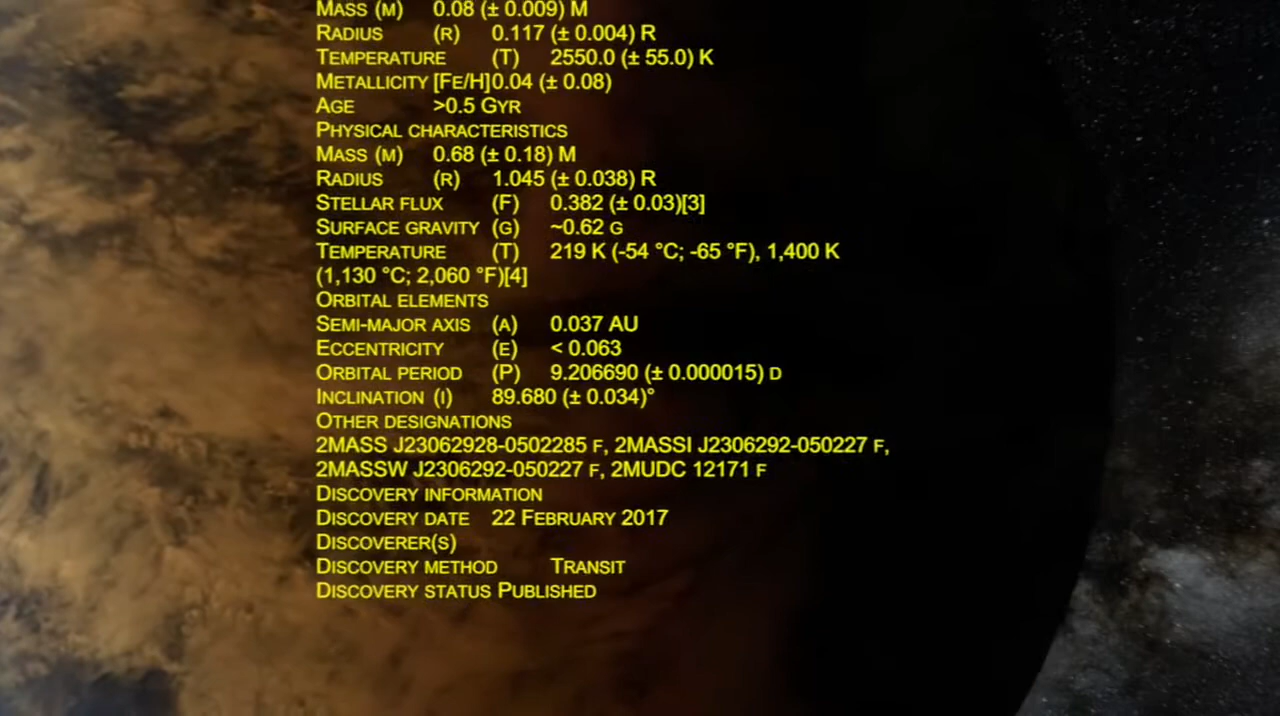 MASS (M) 0.08 (± 0.009) M
RADIUS (R) 0.117 (± 0.004) R
TEMPERATURE (T) 2550.0 (± 55.0) K
METALLICITY [FE/H]0.04 (± 0.08)
AGE >0.5 GYR
PHYSICAL CHARACTERISTICS
MASS (M) 0.68 (± 0.18) M
RADIUS (R) 1.045 (± 0.038) R
STELLAR FLUX (F) 0.382 (± 0.03)[3]
SURFACE GRAVITY (G) ~0.62 G
TEMPERATURE (T) 219 K (-54 °C; -65 °F), 1,400 K
(1,130 °C; 2,060 °F)[4]
ORBITAL ELEMENTS
SEMI-MAJOR AXIS (A) 0.037 AU
ECCENTRICITY (E) < 0.063
ORBITAL PERIOD (P) 9.206690 (± 0.000015) D
INCLINATION (I) 89.680 (± 0.034)°
OTHER DESIGNATIONS
2MASS J23062928-0502285 F, 2MASSI J2306292-050227 F,
2MASSW J2306292-050227 F, 2MUDC 12171 F
DISCOVERY INFORMATION
DISCOVERY DATE 22 FEBRUARY 2017
DISCOVERER(S)
DISCOVERY METHOD TRANSIT
DISCOVERY STATUS PUBLISHED